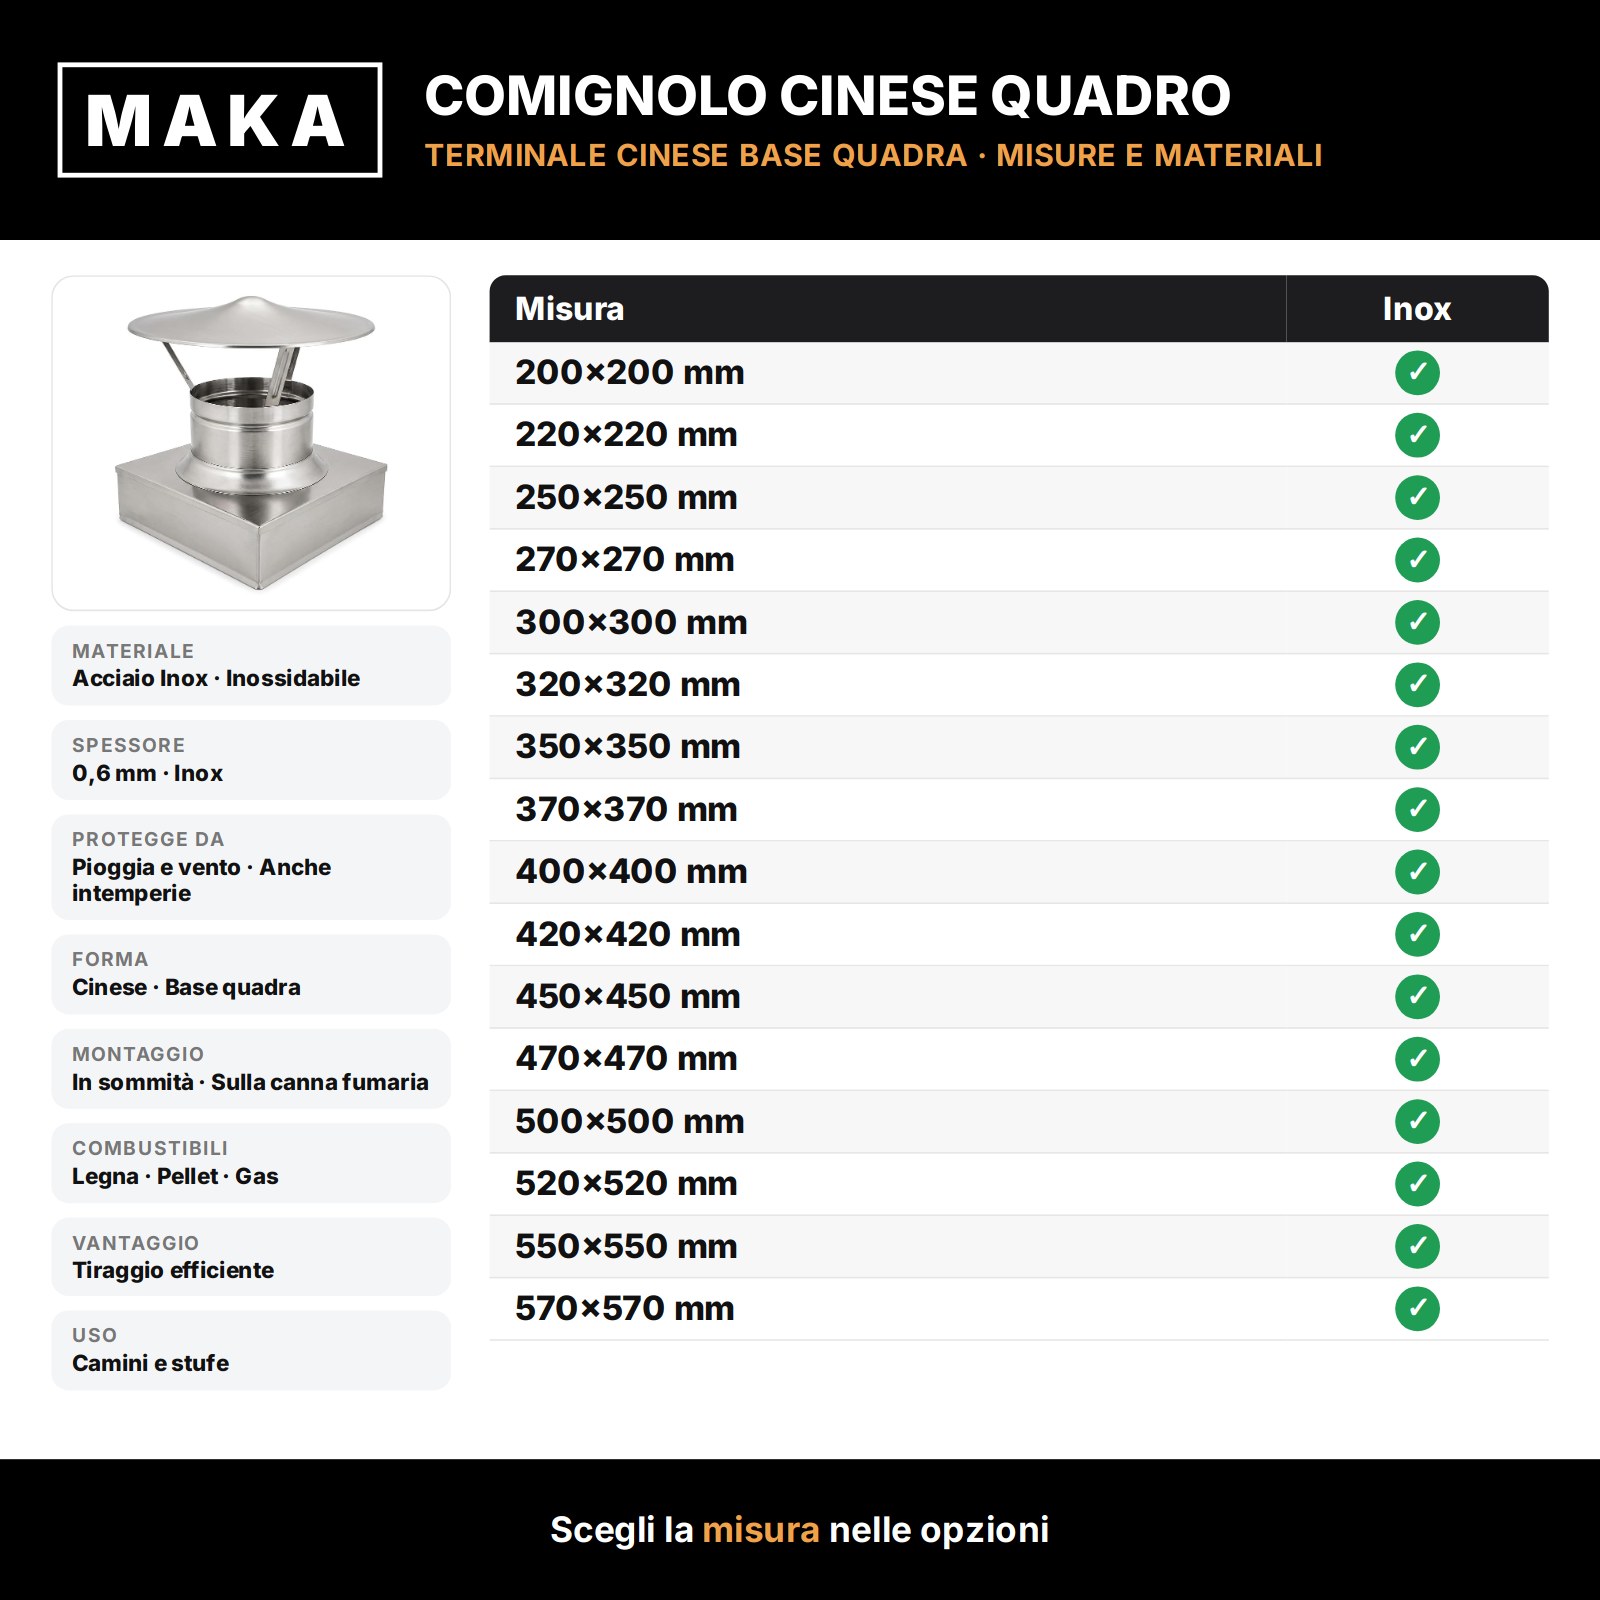 MAKA
COMIGNOLO CINESE QUADRO
TERMINALE CINESE BASE QUADRA · MISURE E MATERIALI
MATERIALE
Acciaio Inox · Inossidabile
SPESSORE
0,6 mm · Inox
PROTEGGE DA
Pioggia e vento · Anche
intemperie
FORMA
Cinese · Base quadra
MONTAGGIO
In sommità · Sulla canna fumaria
COMBUSTIBILI
Legna · Pellet · Gas
VANTAGGIO
Tiraggio efficiente
USO
Camini e stufe
Misura Inox
200×200 mm ✓
220×220 mm ✓
250×250 mm ✓
270×270 mm ✓
300×300 mm ✓
320×320 mm ✓
350×350 mm ✓
370×370 mm ✓
400×400 mm ✓
420×420 mm ✓
450×450 mm ✓
470×470 mm ✓
500×500 mm ✓
520×520 mm ✓
550×550 mm ✓
570×570 mm ✓
Scegli la misura nelle opzioni